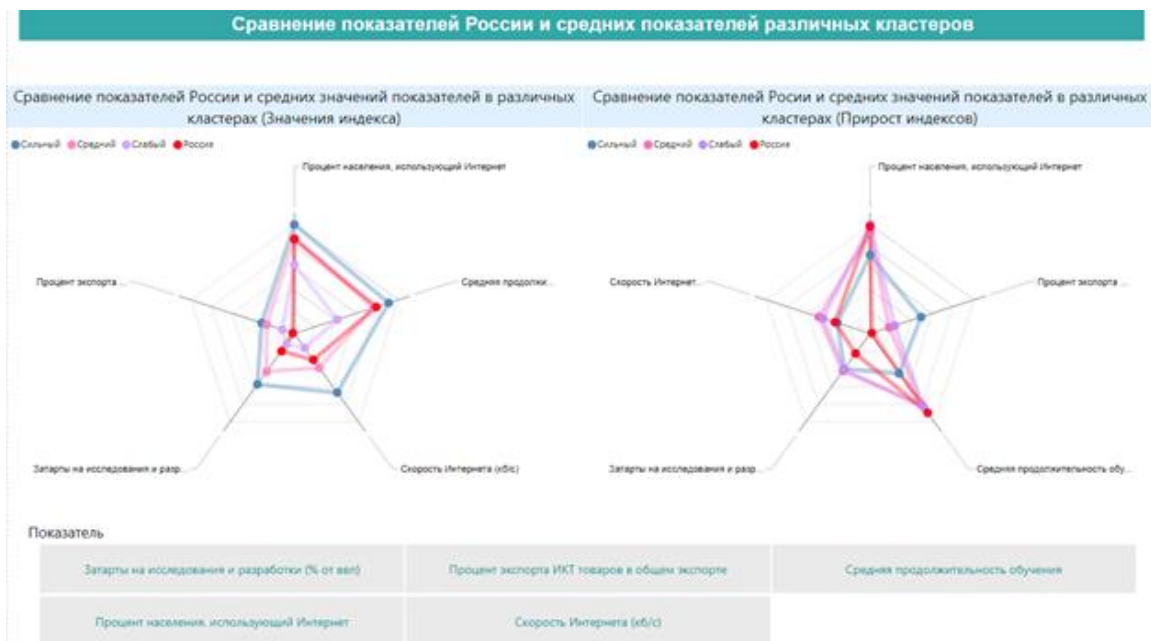 Сравнение показателей России и средних показателей различных кластеров
Сравнение показателей России и средних значений показателей в различных
кластерах (Значения индекса)
Сравнение показателей Росии и средних значений показателей в различных
кластерах (Прирост индексов)
Сильный Средний Слабый Россия
Сильный Средний Слабый Россия
Процент населения, использующий Интернет
Процент экспорта ...
Средняя продолжи...
Затарты на исследования и разр...
Скорость Интернета (кб/с)
Процент населения, использующий Интернет
Скорость Интернет...
Процент экспорта ...
Затарты на исследования и разр...
Средняя продолжительность обу...
Показатель
Затарты на исследования и разработки (% от ввп)
Процент экспорта ИКТ товаров в общем экспорте
Средняя продолжительность обучения
Процент населения, использующий Интернет
Скорость Интернета (кб/с)